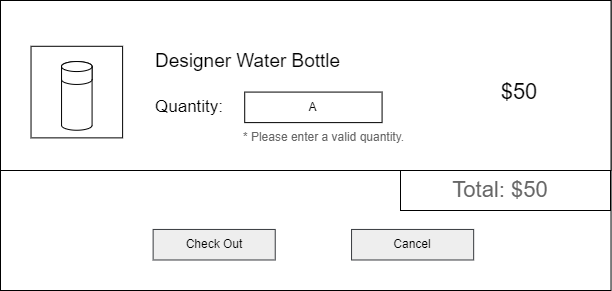 Designer Water Bottle
Quantity: A
$50
* Please enter a valid quantity.
Total: $50
Check Out
Cancel